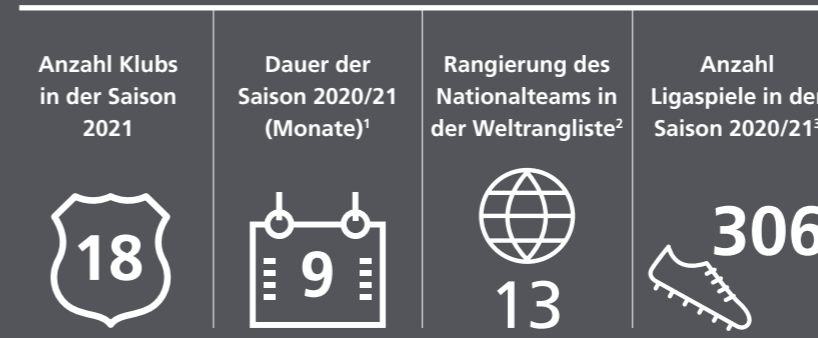 Anzahl Klubs
in der Saison
2021
18
Dauer der
Saison 2020/21
(Monate)¹
9
Rangierung des
Nationalteams in
der Weltrangliste²
13
Anzahl
Ligaspiele in der
Saison 2020/21³
306